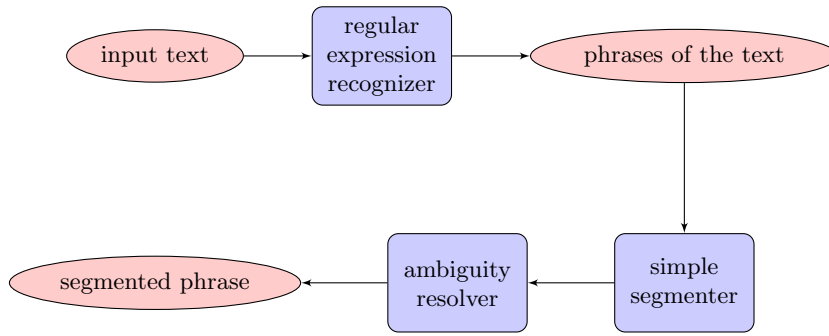 input text
regular
expression
recognizer
phrases of the text
simple
segmenter
ambiguity
resolver
segmented phrase